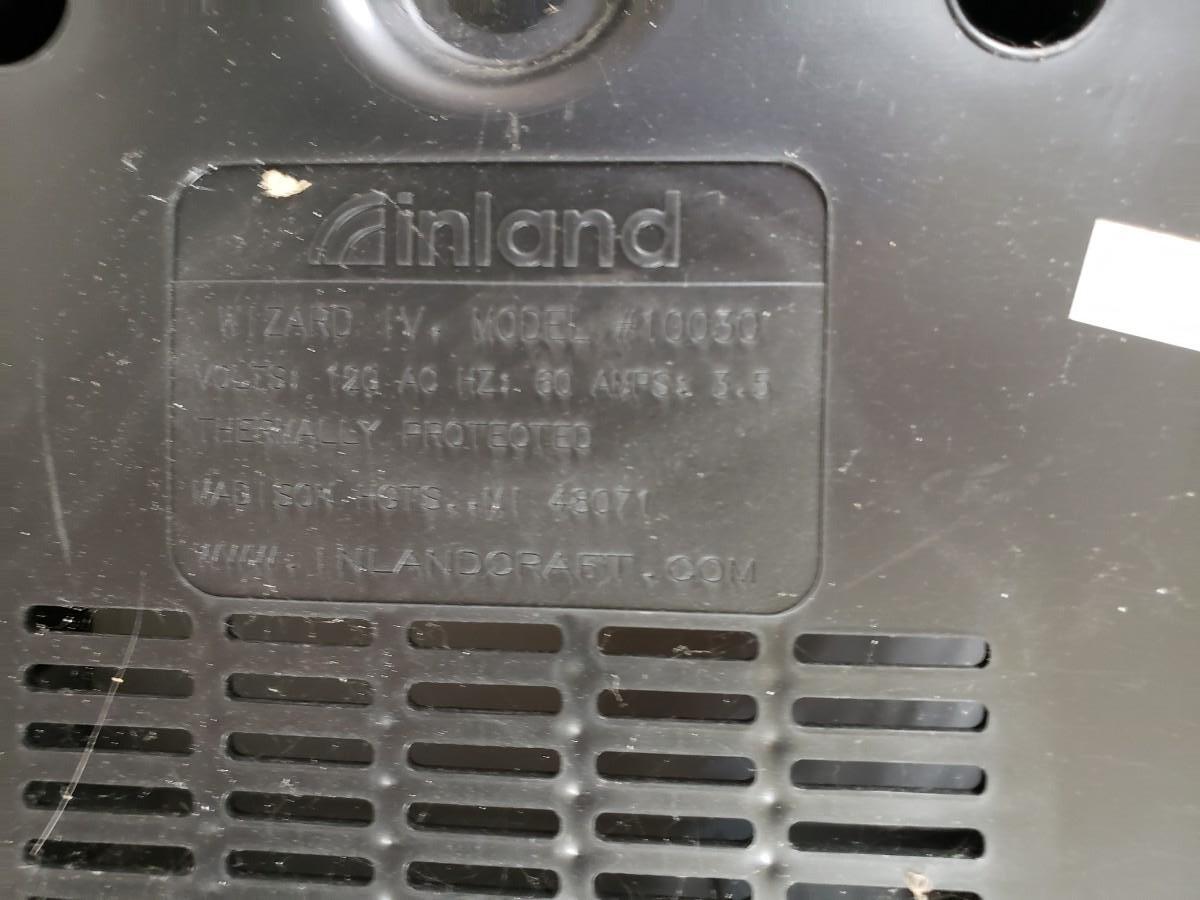 inland
WIZARD IV, MODEL #10030
VOLTS: 120 AC HZ: 60 AMPS: 3.5
THERMALLY PROTECTED
MADISON HGTS., MI 48071
WWW.INLANDCRAFT.COM